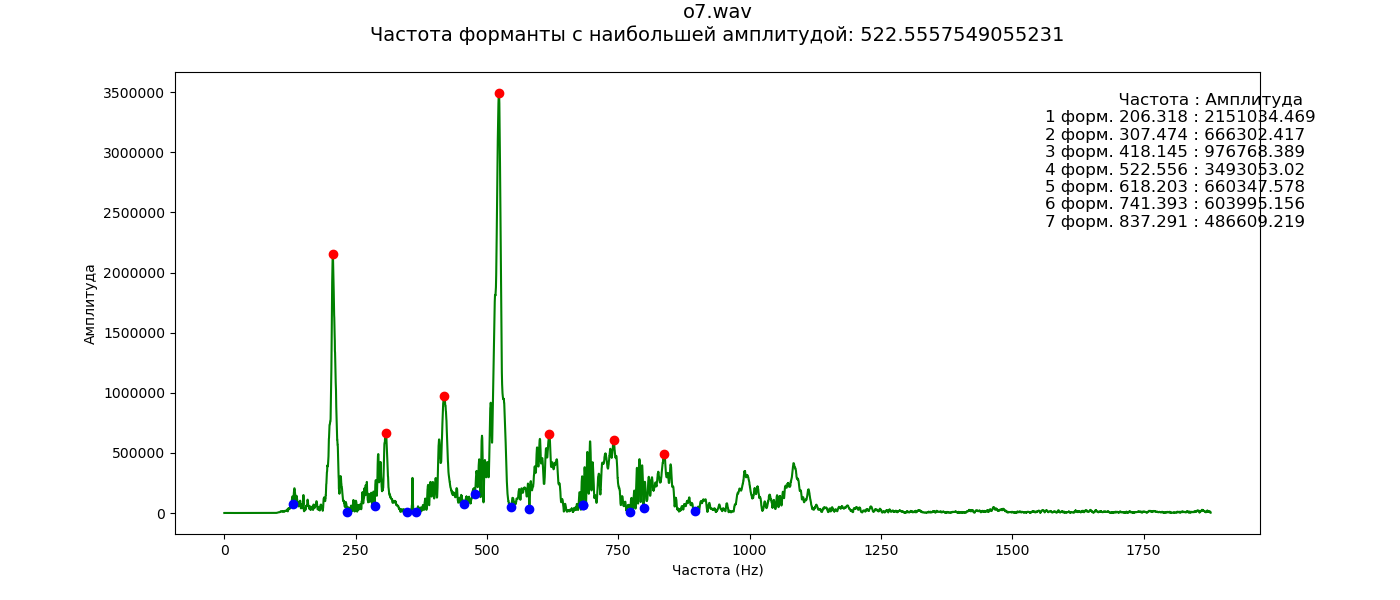 o7.wav
Частота форманты с наибольшей амплитудой: 522.5557549055231
Частота : Амплитуда
1 форм. 206.318 : 2151034.469
2 форм. 307.474 : 666302.417
3 форм. 418.145 : 976768.389
4 форм. 522.556 : 3493053.02
5 форм. 618.203 : 660347.578
6 форм. 741.393 : 603995.156
7 форм. 837.291 : 486609.219
Амплитуда
3500000
3000000
2500000
2000000
1500000
1000000
500000
0
0 250 500 750 1000 1250 1500 1750
Частота (Hz)